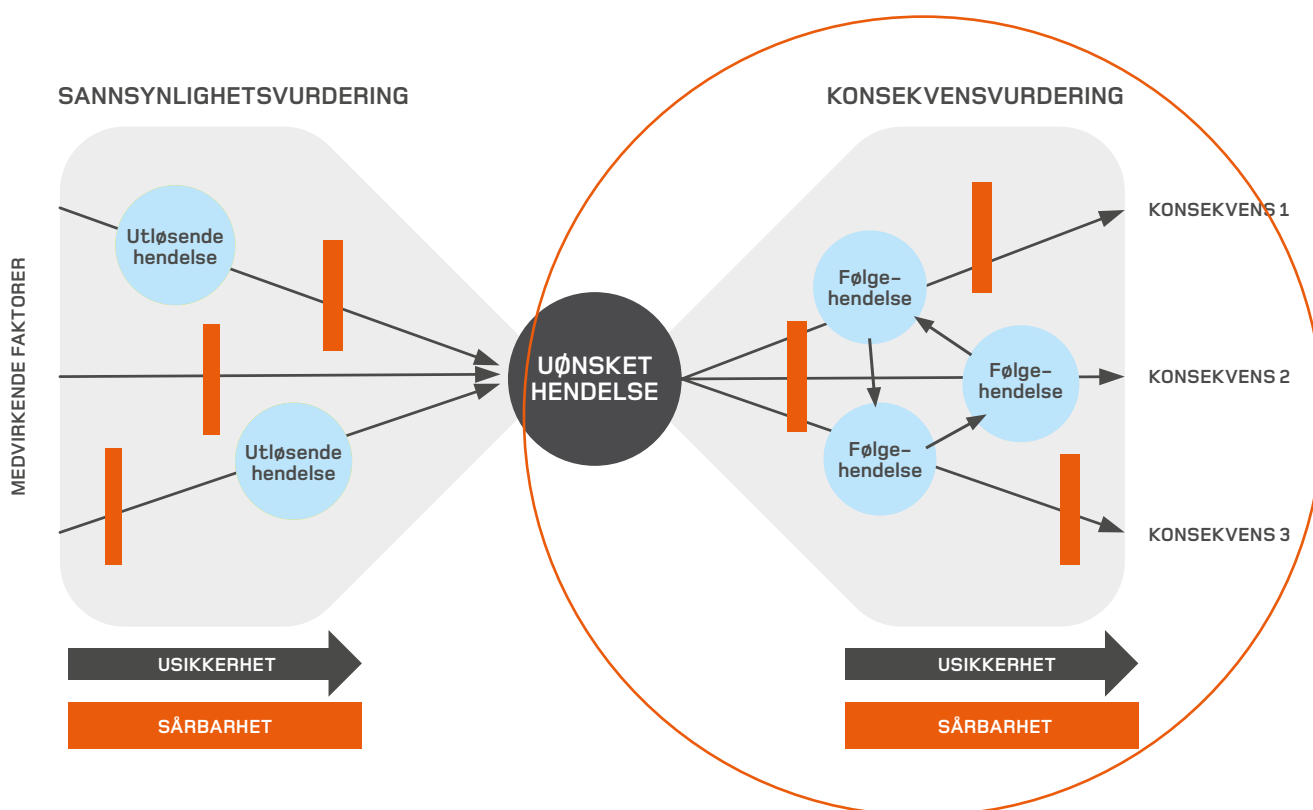 SANNSYNLIGHETSVURDERING
KONSEKVENSVURDERING
MEDVIRKENDE FAKTORER
Utløsende
hendelse
Utløsende
hendelse
UØNSKET
HENDELSE
Følge-
hendelse
Følge-
hendelse
Følge-
hendelse
KONSEKVENS 1
KONSEKVENS 2
KONSEKVENS 3
USIKKERHET
SÅRBARHET
USIKKERHET
SÅRBARHET